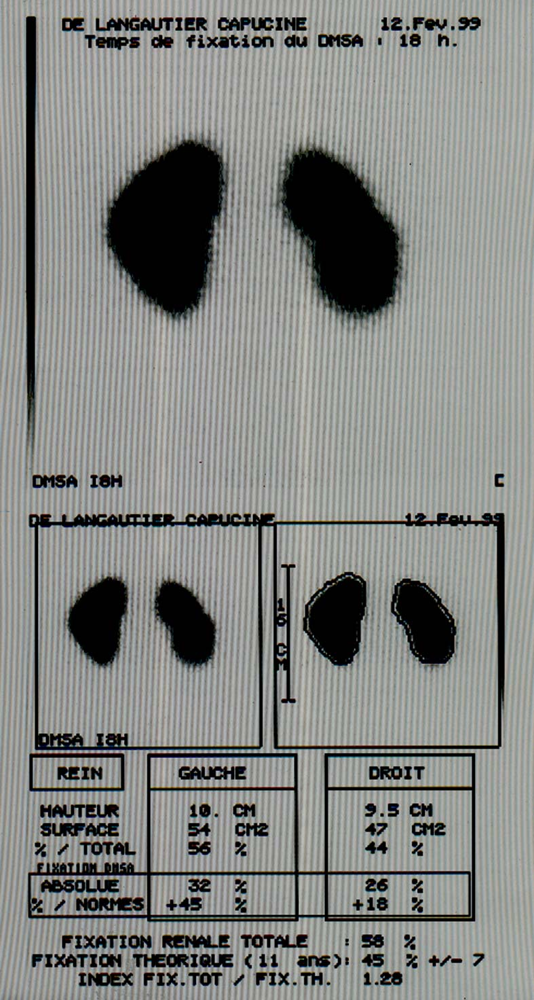 DE LANGAUTIER CAPUCINE 12.Fev.99
Temps de fixation du DMSA : 18 h.
DMSA I8H C
DE LANGAUTIER CAPUCINE 12.Fev.99
15 CM
DMSA I8H
REIN GAUCHE DROIT
HAUTEUR 10. CM 9.5 CM
SURFACE 54 CM2 47 CM2
% / TOTAL 56 % 44 %
FIXATION DMSA
ABSOLUE 32 % 26 %
% / NORMES +45 % +18 %
FIXATION RENALE TOTALE : 58 %
FIXATION THEORIQUE (11 ans): 45 % +/- 7
INDEX FIX.TOT / FIX.TH. 1.28